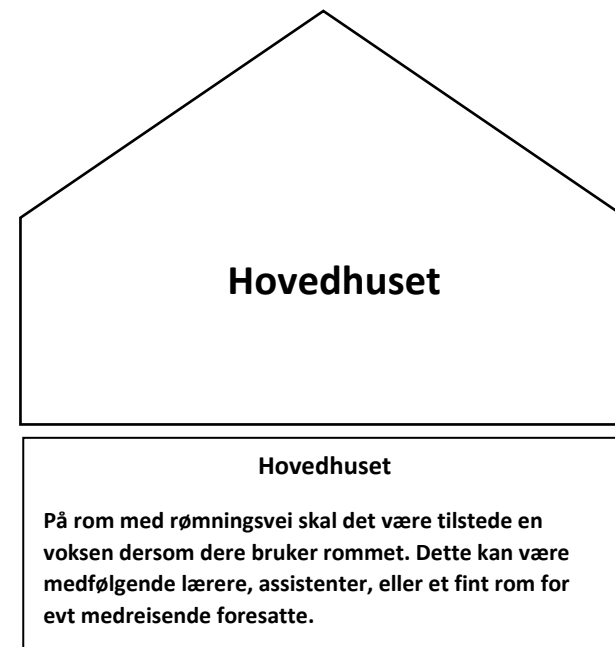 Hovedhuset
Hovedhuset
På rom med rømningsvei skal det være tilstede en
voksen dersom dere bruker rommet. Dette kan være
medfølgende lærere, assistenter, eller et fint rom for
evt medreisende foresatte.